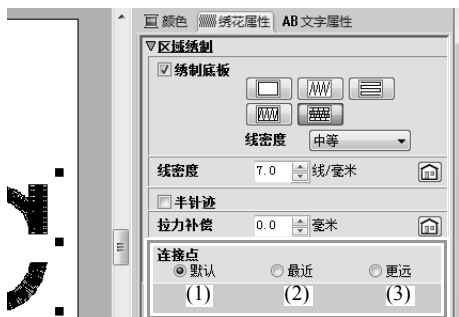 颜色 绣花属性 AB 文字属性
▽区域绣制
绣制底板
线密度 中等
线密度 7.0 线/毫米
半针迹
拉力补偿 0.0 毫米
连接点
默认 最近 更远
(1) (2) (3)